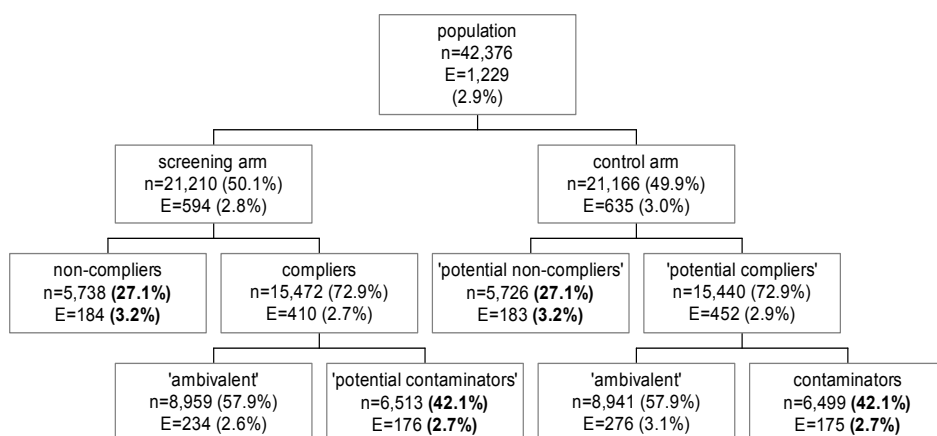 population
n=42,376
E=1,229
(2.9%)
screening arm
n=21,210 (50.1%)
E=594 (2.8%)
control arm
n=21,166 (49.9%)
E=635 (3.0%)
non-compliers
n=5,738 (27.1%)
E=184 (3.2%)
compliers
n=15,472 (72.9%)
E=410 (2.7%)
'potential non-compliers'
n=5,726 (27.1%)
E=183 (3.2%)
'potential compliers'
n=15,440 (72.9%)
E=452 (2.9%)
'ambivalent'
n=8,959 (57.9%)
E=234 (2.6%)
'potential contaminators'
n=6,513 (42.1%)
E=176 (2.7%)
'ambivalent'
n=8,941 (57.9%)
E=276 (3.1%)
contaminators
n=6,499 (42.1%)
E=175 (2.7%)